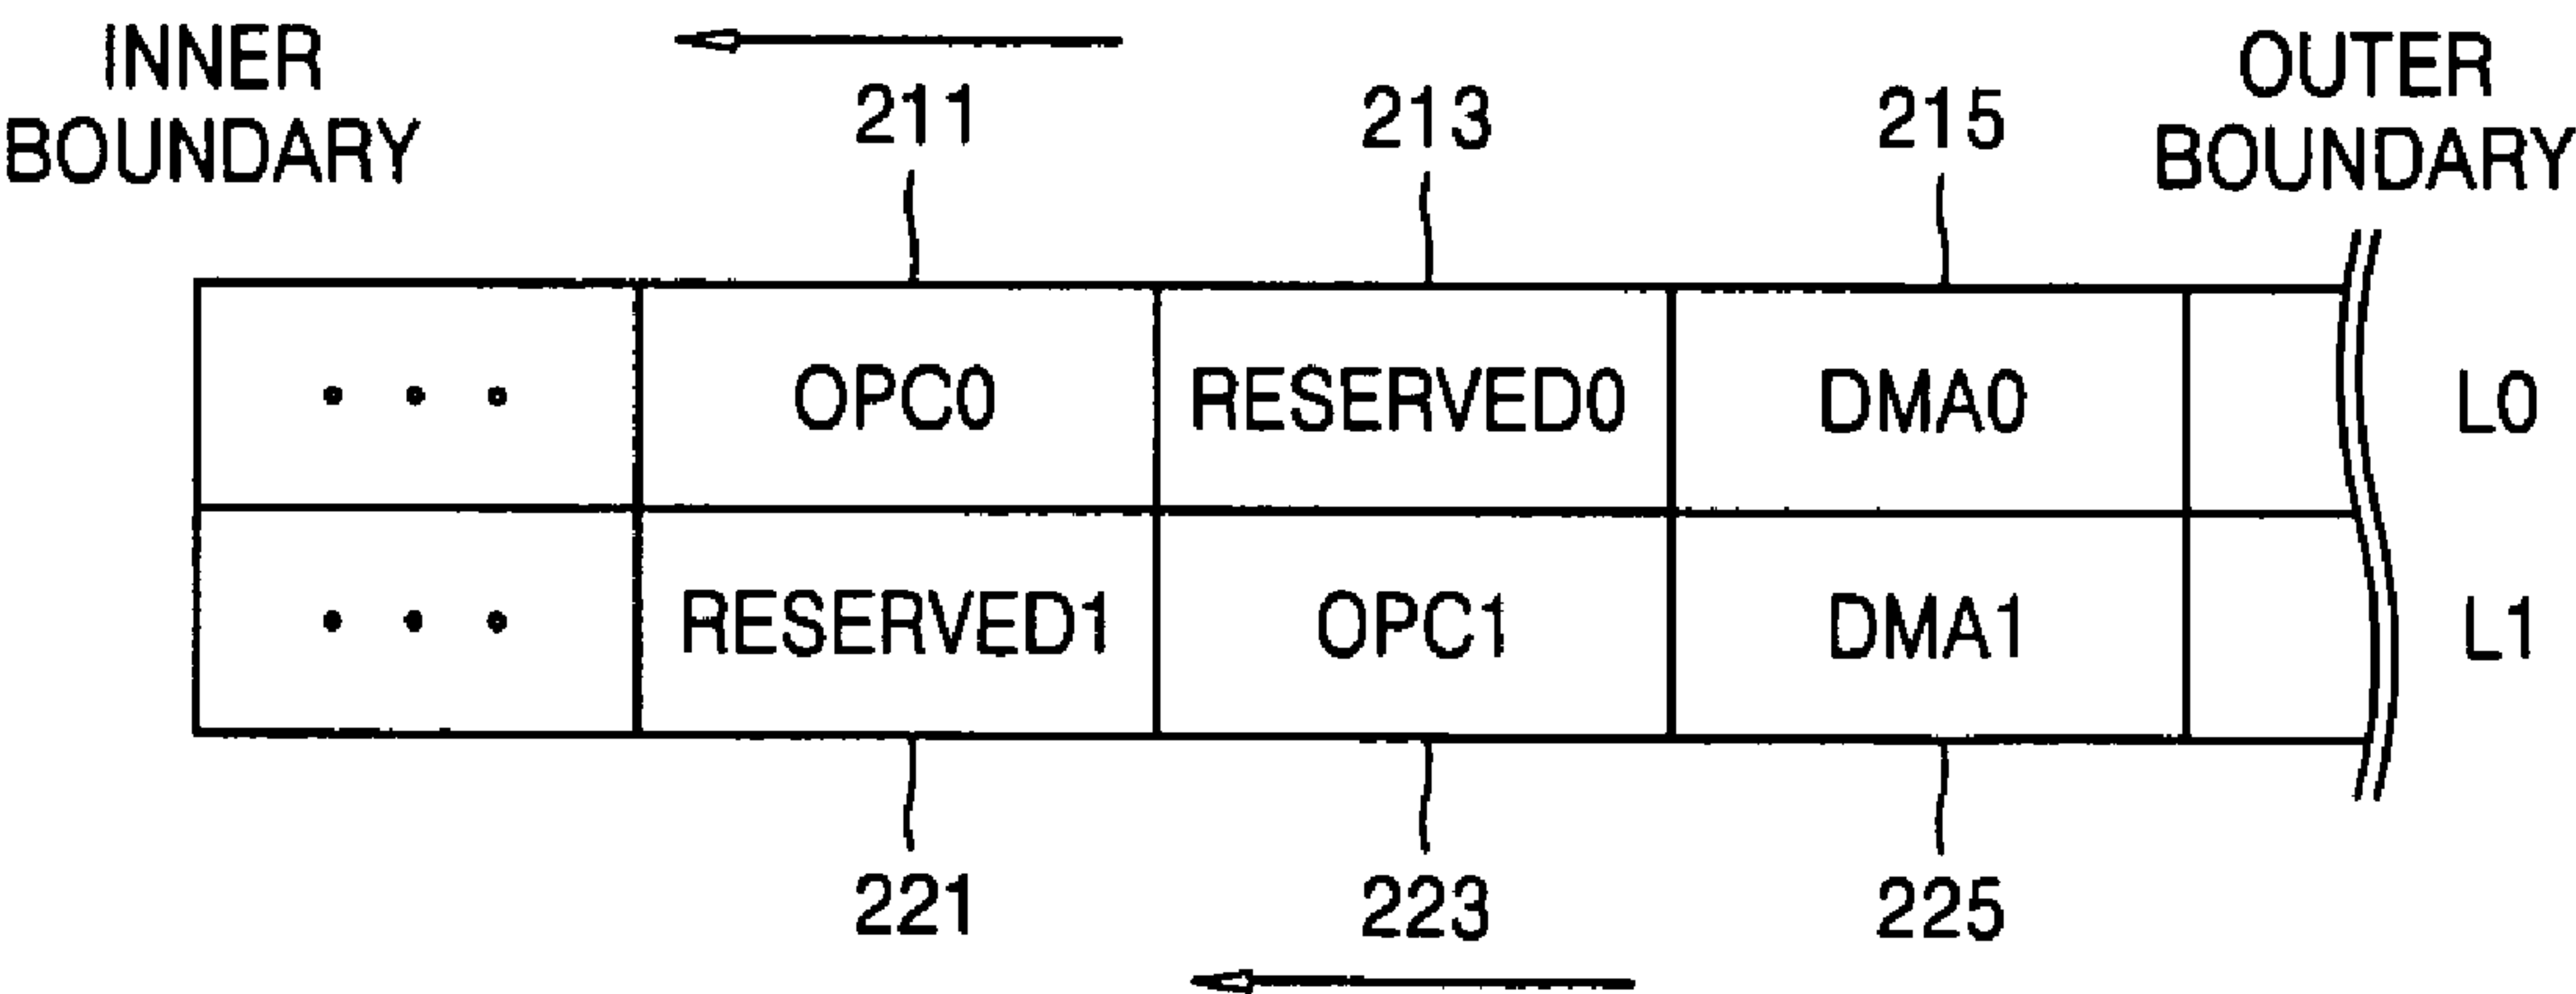 INNER
BOUNDARY
OUTER
BOUNDARY
211 213 215
• • • OPC0 RESERVED0 DMA0 L0
• • • RESERVED1 OPC1 DMA1 L1
221 223 225